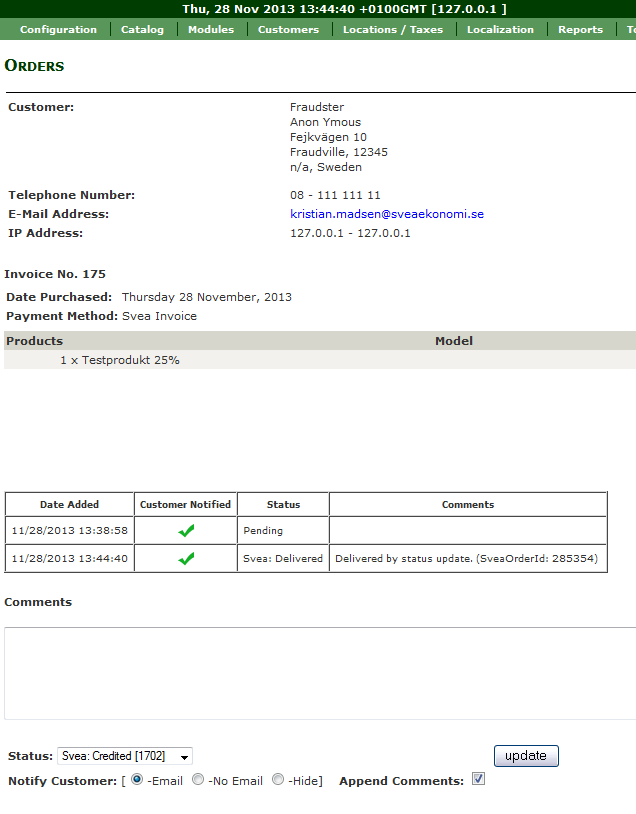 Thu, 28 Nov 2013 13:44:40 +0100GMT [127.0.0.1 ]
Configuration Catalog Modules Customers Locations / Taxes Localization Reports To
ORDERS
Customer: Fraudster
Anon Ymous
Fejkvägen 10
Fraudville, 12345
n/a, Sweden
Telephone Number: 08 - 111 111 11
E-Mail Address: kristian.madsen@sveaekonomi.se
IP Address: 127.0.0.1 - 127.0.0.1
Invoice No. 175
Date Purchased: Thursday 28 November, 2013
Payment Method: Svea Invoice
Products Model
1 x Testprodukt 25%
Date Added Customer Notified Status Comments
11/28/2013 13:38:58 Pending
11/28/2013 13:44:40 Svea: Delivered Delivered by status update. (SveaOrderId: 285354)
Comments
Status: Svea: Credited [1702] update
Notify Customer: [ -Email -No Email -Hide] Append Comments: